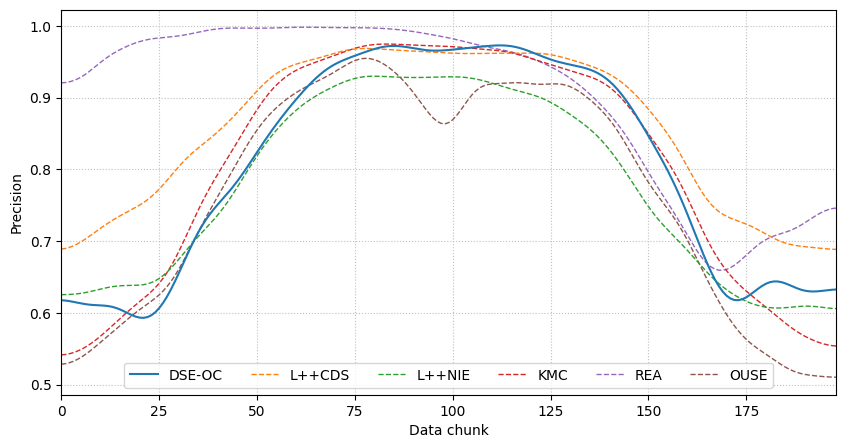 1.0
0.9
0.8
0.7
0.6
0.5
Precision
DSE-OC L++CDS L++NIE KMC REA OUSE
0 25 50 75 100 125 150 175
Data chunk